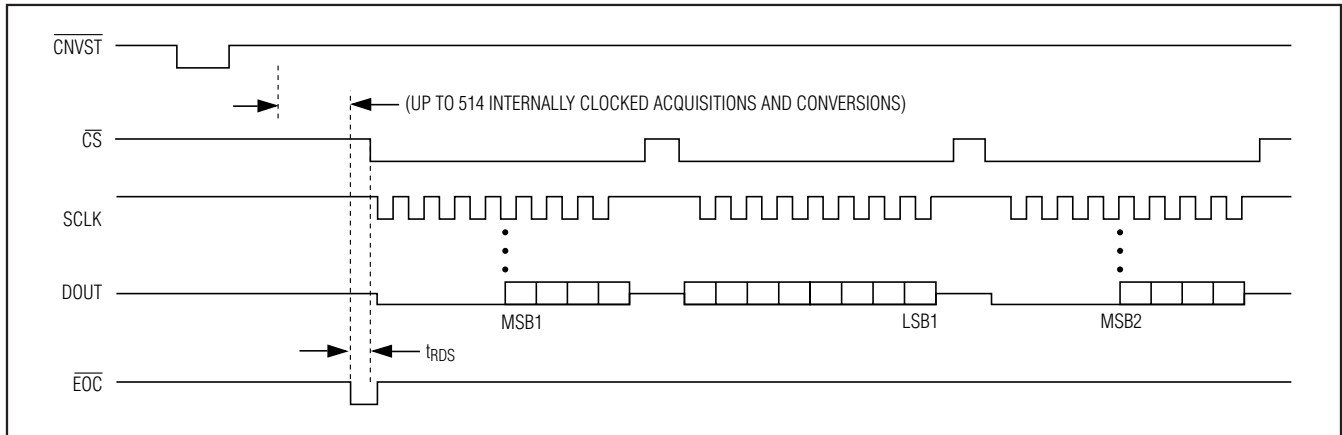 CNVST
(UP TO 514 INTERNALLY CLOCKED ACQUISITIONS AND CONVERSIONS)
CS
SCLK
DOUT
MSB1
LSB1
MSB2
tRDS
EOC